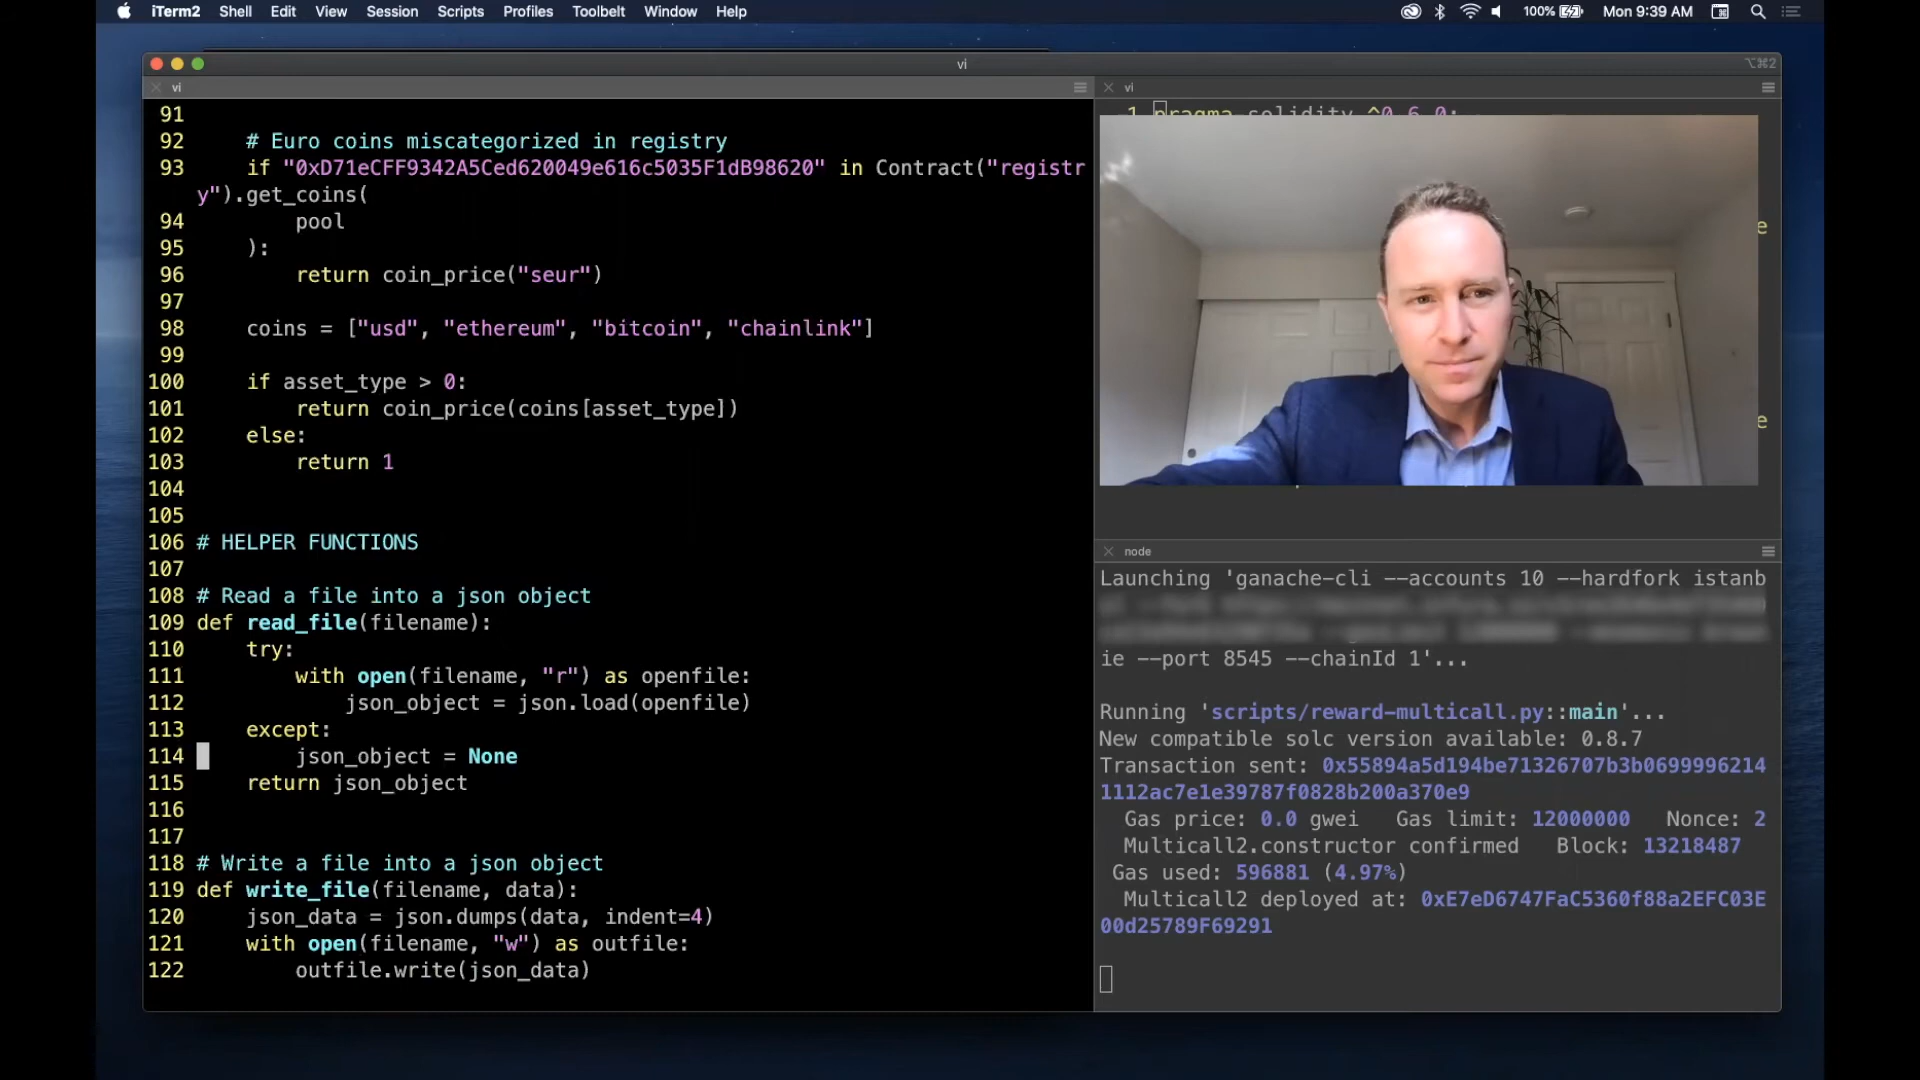 iTerm2 Shell Edit View Session Scripts Profiles Toolbelt Window Help 100% Mon 9:39 AM
vi ⌥⌘2
vi
91
92     # Euro coins miscategorized in registry
93     if "0xD71eCFF9342A5Ced620049e616c5035F1dB98620" in Contract("registr
y").get_coins(
94         pool
95     ):
96         return coin_price("seur")
97
98     coins = ["usd", "ethereum", "bitcoin", "chainlink"]
99
100     if asset_type > 0:
101         return coin_price(coins[asset_type])
102     else:
103         return 1
104
105
106 # HELPER FUNCTIONS
107
108 # Read a file into a json object
109 def read_file(filename):
110     try:
111         with open(filename, "r") as openfile:
112             json_object = json.load(openfile)
113     except:
114         json_object = None
115     return json_object
116
117
118 # Write a file into a json object
119 def write_file(filename, data):
120     json_data = json.dumps(data, indent=4)
121     with open(filename, "w") as outfile:
122         outfile.write(json_data)
vi
1 pragma solidity ^0.6.0;
e
e
node
Launching 'ganache-cli --accounts 10 --hardfork istanb
ie --port 8545 --chainId 1'...
Running 'scripts/reward-multicall.py::main'...
New compatible solc version available: 0.8.7
Transaction sent: 0x55894a5d194be71326707b3b0699996214
1112ac7e1e39787f0828b200a370e9
Gas price: 0.0 gwei   Gas limit: 12000000   Nonce: 2
Multicall2.constructor confirmed   Block: 13218487
Gas used: 596881 (4.97%)
Multicall2 deployed at: 0xE7eD6747FaC5360f88a2EFC03E
00d25789F69291